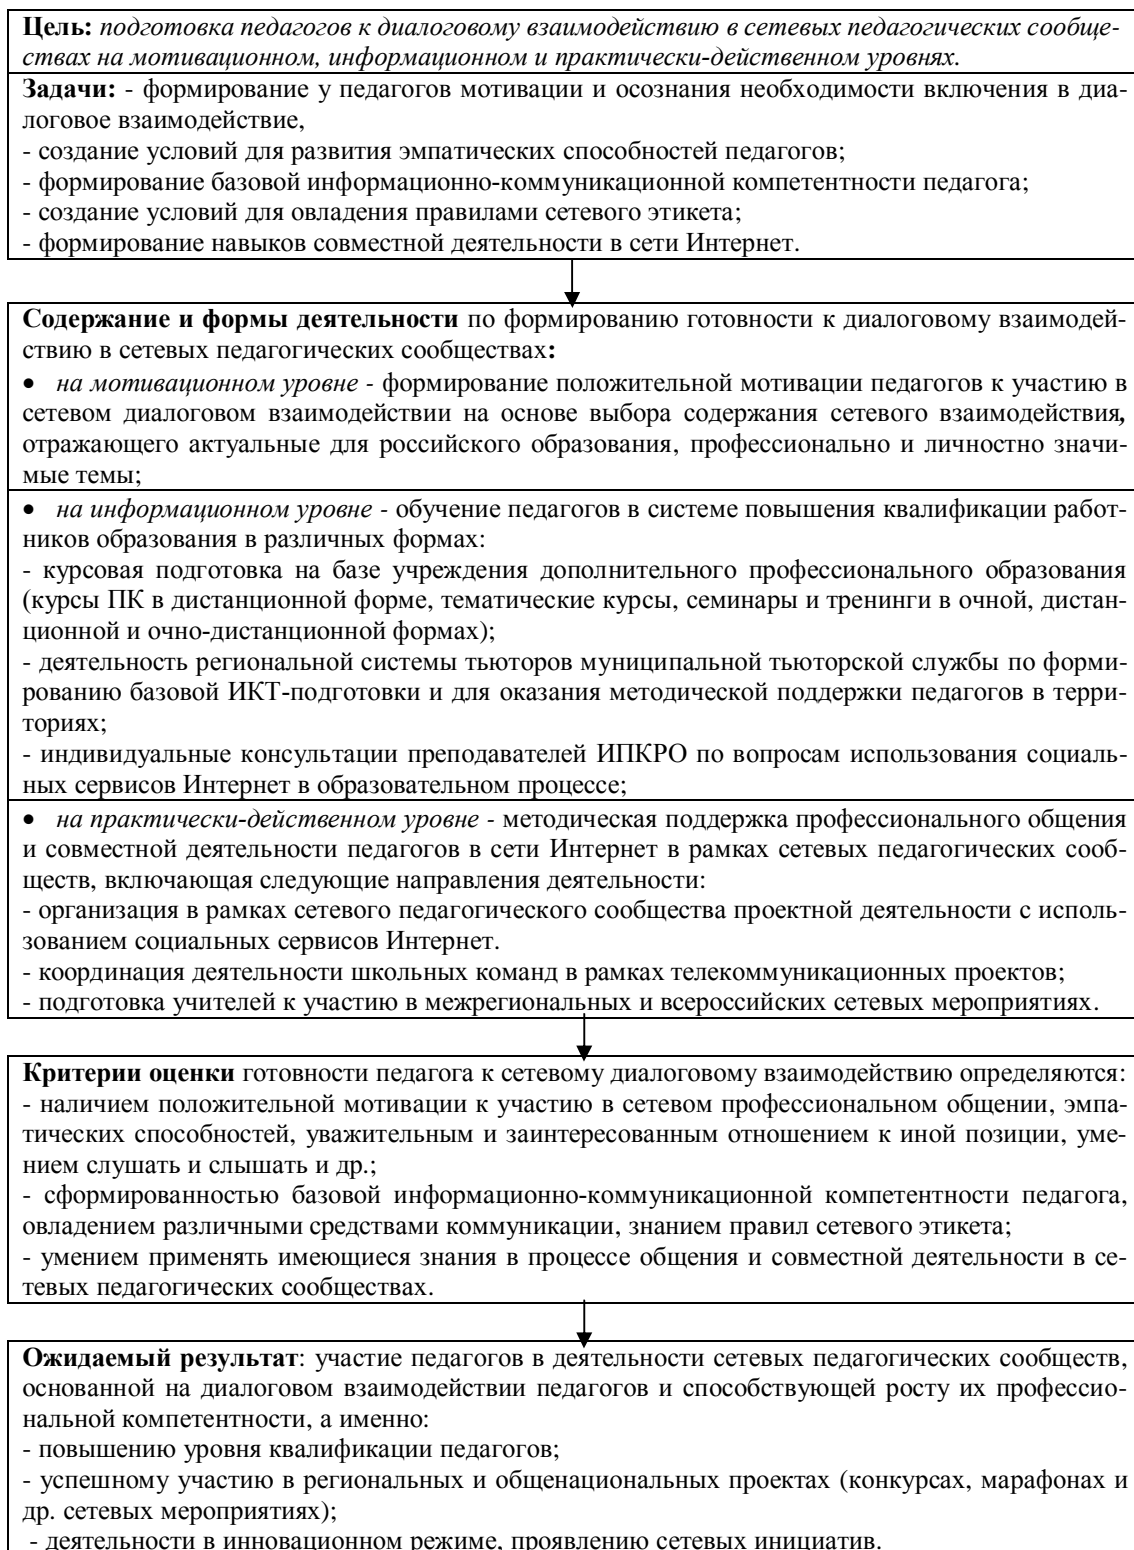 Цель: подготовка педагогов к диалоговому взаимодействию в сетевых педагогических сообще-
ствах на мотивационном, информационном и практически-действенном уровнях.
Задачи: - формирование у педагогов мотивации и осознания необходимости включения в диа-
логовое взаимодействие,
- создание условий для развития эмпатических способностей педагогов;
- формирование базовой информационно-коммуникационной компетентности педагога;
- создание условий для овладения правилами сетевого этикета;
- формирование навыков совместной деятельности в сети Интернет.
Содержание и формы деятельности по формированию готовности к диалоговому взаимодей-
ствию в сетевых педагогических сообществах:
• на мотивационном уровне - формирование положительной мотивации педагогов к участию в
сетевом диалоговом взаимодействии на основе выбора содержания сетевого взаимодействия,
отражающего актуальные для российского образования, профессионально и личностно значи-
мые темы;
• на информационном уровне - обучение педагогов в системе повышения квалификации работ-
ников образования в различных формах:
- курсовая подготовка на базе учреждения дополнительного профессионального образования
(курсы ПК в дистанционной форме, тематические курсы, семинары и тренинги в очной, дистан-
ционной и очно-дистанционной формах);
- деятельность региональной системы тьюторов муниципальной тьюторской службы по форми-
рованию базовой ИКТ-подготовки и для оказания методической поддержки педагогов в терри-
ториях;
- индивидуальные консультации преподавателей ИПКРО по вопросам использования социаль-
ных сервисов Интернет в образовательном процессе;
• на практически-действенном уровне - методическая поддержка профессионального общения
и совместной деятельности педагогов в сети Интернет в рамках сетевых педагогических сооб-
ществ, включающая следующие направления деятельности:
- организация в рамках сетевого педагогического сообщества проектной деятельности с исполь-
зованием социальных сервисов Интернет.
- координация деятельности школьных команд в рамках телекоммуникационных проектов;
- подготовка учителей к участию в межрегиональных и всероссийских сетевых мероприятиях.
Критерии оценки готовности педагога к сетевому диалоговому взаимодействию определяются:
- наличием положительной мотивации к участию в сетевом профессиональном общении, эмпа-
тических способностей, уважительным и заинтересованным отношением к иной позиции, уме-
нием слушать и слышать и др.;
- сформированностью базовой информационно-коммуникационной компетентности педагога,
овладением различными средствами коммуникации, знанием правил сетевого этикета;
- умением применять имеющиеся знания в процессе общения и совместной деятельности в се-
тевых педагогических сообществах.
Ожидаемый результат: участие педагогов в деятельности сетевых педагогических сообществ,
основанной на диалоговом взаимодействии педагогов и способствующей росту их профессио-
нальной компетентности, а именно:
- повышению уровня квалификации педагогов;
- успешному участию в региональных и общенациональных проектах (конкурсах, марафонах и
др. сетевых мероприятиях);
- деятельности в инновационном режиме, проявлению сетевых инициатив.